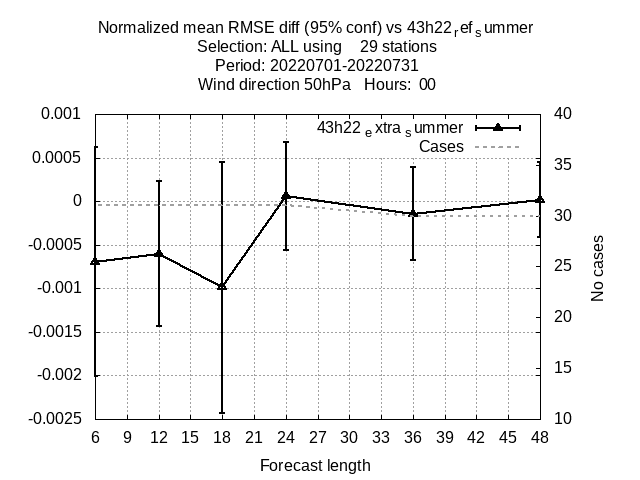 Normalized mean RMSE diff (95% conf) vs 43h22refsummer
Selection: ALL using 29 stations
Period: 20220701-20220731
Wind direction 50hPa Hours: 00
43h22extrasummer
Cases
0.001
0.0005
0
-0.0005
-0.001
-0.0015
-0.002
-0.0025
40
35
30
25
20
15
10
No cases
6 9 12 15 18 21 24 27 30 33 36 39 42 45 48
Forecast length